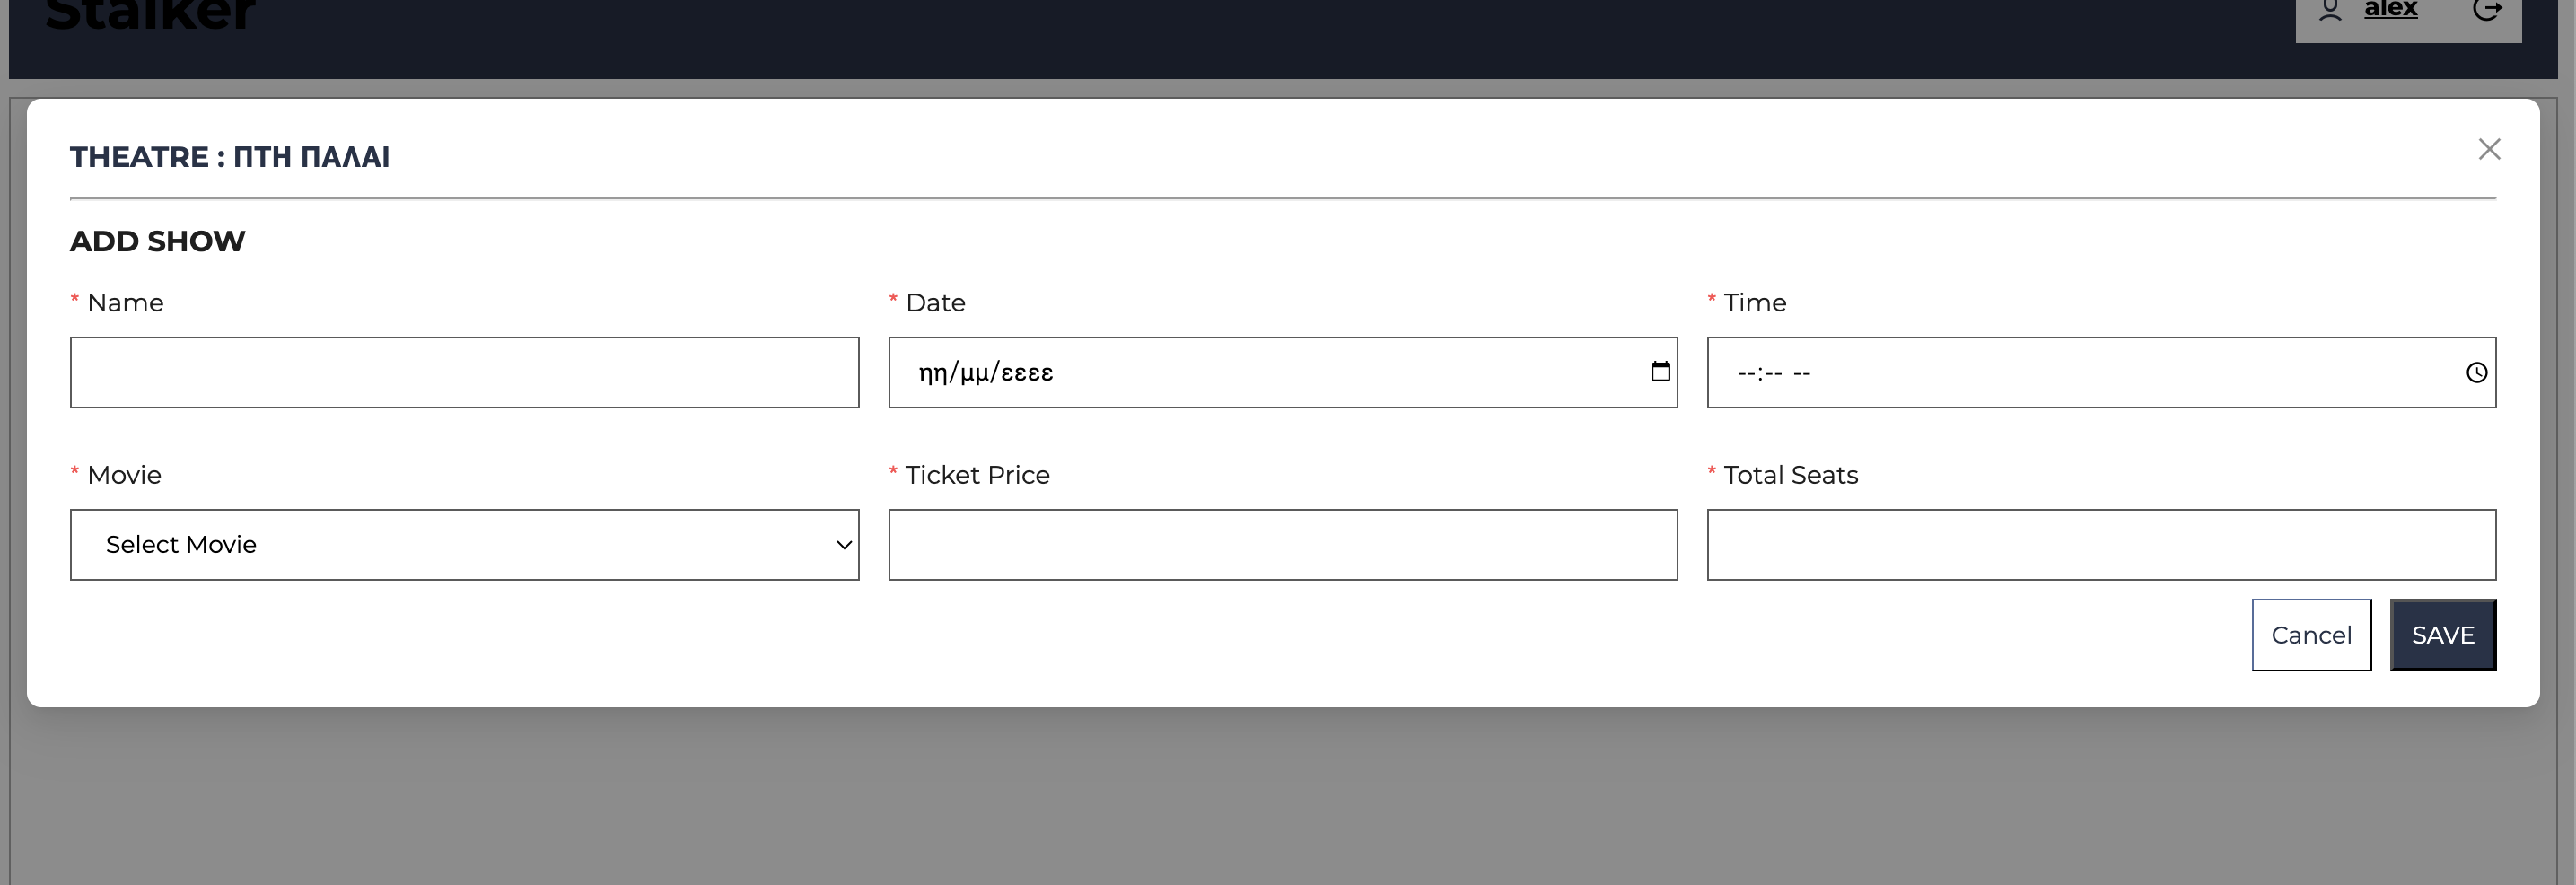 Stalker
alex
THEATRE : ΠΤΗ ΠΑΛΑΙ
ADD SHOW
* Name
* Date
* Time
ηη/μμ/εεεε
--:-- --
* Movie
* Ticket Price
* Total Seats
Select Movie
Cancel
SAVE